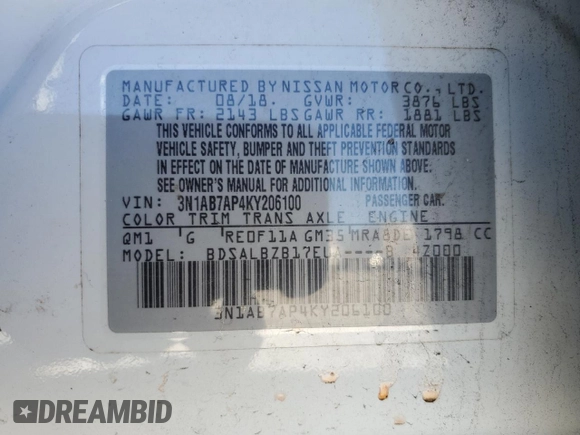 MANUFACTURED BY NISSAN MOTOR CO., LTD.
DATE: 08/18. GVWR: 3876 LBS
GAWR FR: 2143 LBS GAWR RR: 1881 LBS
THIS VEHICLE CONFORMS TO ALL APPLICABLE FEDERAL MOTOR
VEHICLE SAFETY, BUMPER AND THEFT PREVENTION STANDARDS
IN EFFECT ON THE DATE OF MANUFACTURE SHOWN ABOVE.
SEE OWNER'S MANUAL FOR ADDITIONAL INFORMATION.
VIN: 3N1AB7AP4KY206100 PASSENGER CAR.
COLOR TRIM TRANS AXLE ENGINE
QM1 G RE0F11A GM35 MRA8DE 1798 CC
MODEL: 42000
3N1AB7AP4KY206100
DREAMBID